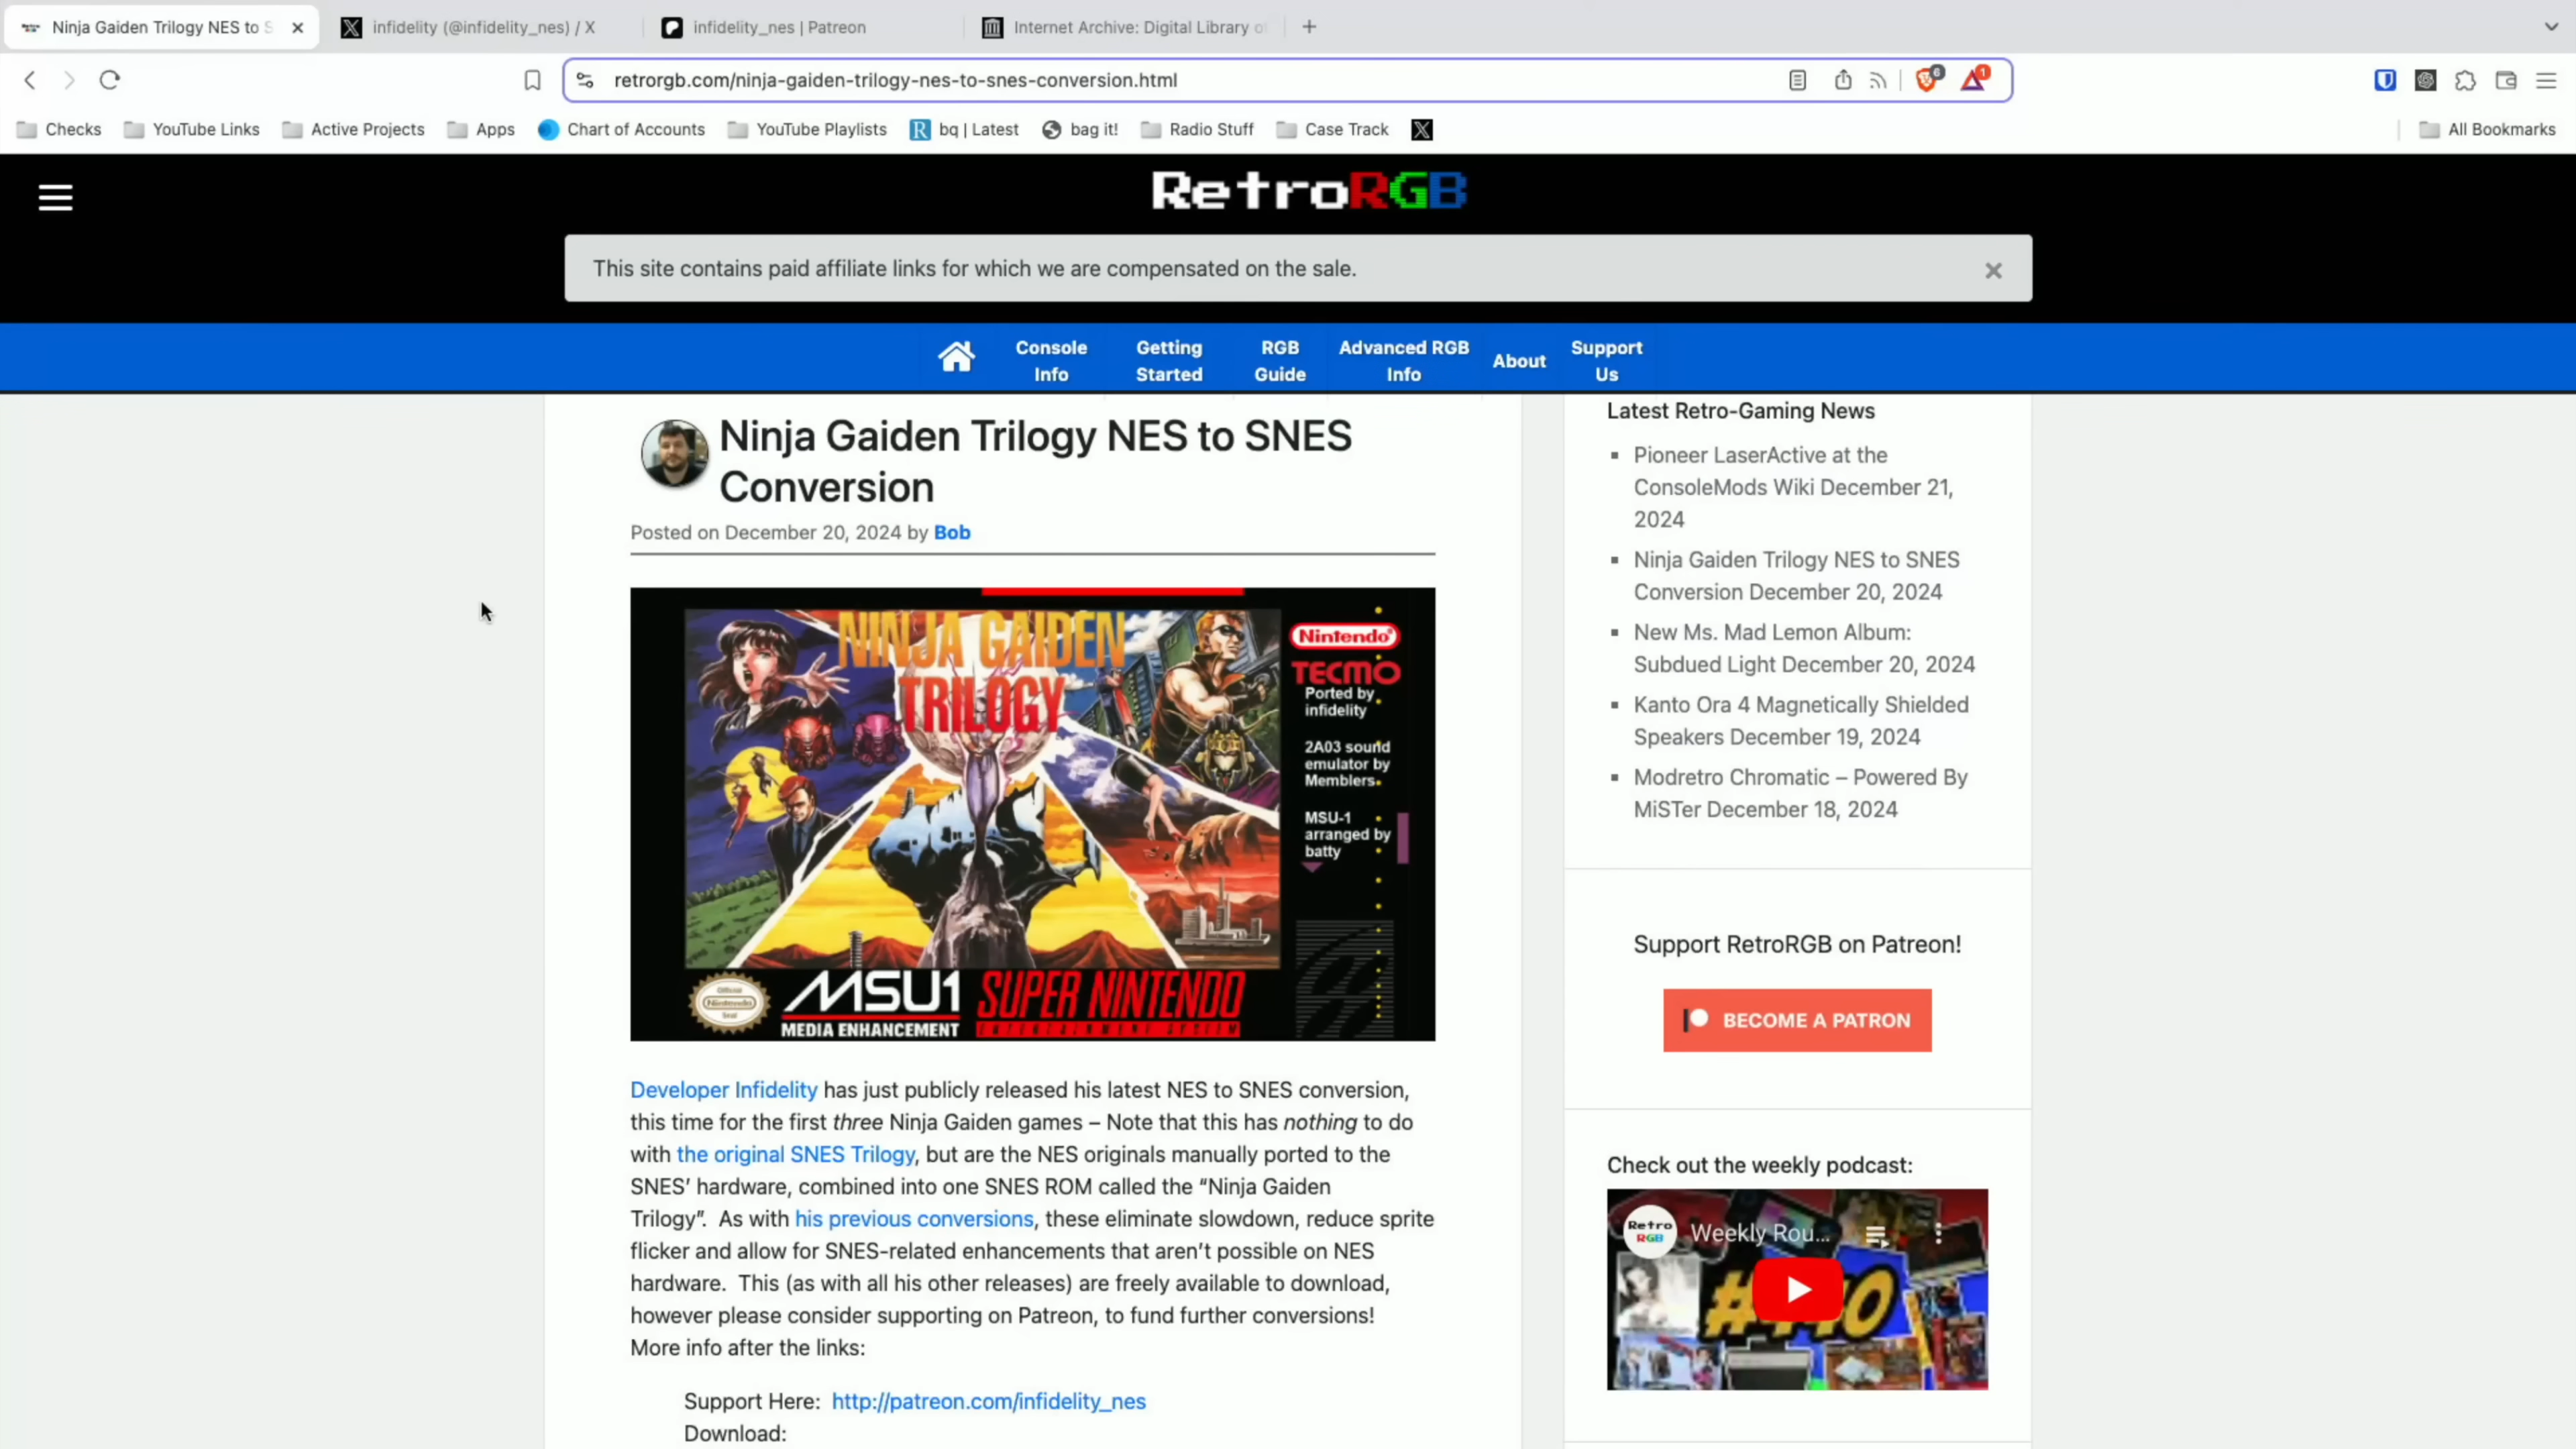 Ninja Gaiden Trilogy NES to S
infidelity (@infidelity_nes) / X
infidelity_nes | Patreon
Internet Archive: Digital Library of
retrorgb.com/ninja-gaiden-trilogy-nes-to-snes-conversion.html
6
1
Checks
YouTube Links
Active Projects
Apps
Chart of Accounts
YouTube Playlists
bq | Latest
bag it!
Radio Stuff
Case Track
All Bookmarks
RetroRGB
This site contains paid affiliate links for which we are compensated on the sale.
Console Info
Getting Started
RGB Guide
Advanced RGB Info
About
Support Us
Ninja Gaiden Trilogy NES to SNES
Conversion
Posted on December 20, 2024 by Bob
NINJA GAIDEN
TRILOGY
Nintendo
TECMO
Ported by
infidelity
2A03 sound
emulator by
Memblers
MSU-1
arranged by
batty
Official
Nintendo
Seal
MSU1
MEDIA ENHANCEMENT
SUPER NINTENDO
ENTERTAINMENT SYSTEM
Developer Infidelity has just publicly released his latest NES to SNES conversion,
this time for the first three Ninja Gaiden games – Note that this has nothing to do
with the original SNES Trilogy, but are the NES originals manually ported to the
SNES’ hardware, combined into one SNES ROM called the “Ninja Gaiden
Trilogy”.  As with his previous conversions, these eliminate slowdown, reduce sprite
flicker and allow for SNES-related enhancements that aren’t possible on NES
hardware.  This (as with all his other releases) are freely available to download,
however please consider supporting on Patreon, to fund further conversions!
More info after the links:
Support Here:  http://patreon.com/infidelity_nes
Download:
Latest Retro-Gaming News
Pioneer LaserActive at the
ConsoleMods Wiki December 21,
2024
Ninja Gaiden Trilogy NES to SNES
Conversion December 20, 2024
New Ms. Mad Lemon Album:
Subdued Light December 20, 2024
Kanto Ora 4 Magnetically Shielded
Speakers December 19, 2024
Modretro Chromatic – Powered By
MiSTer December 18, 2024
Support RetroRGB on Patreon!
BECOME A PATRON
Check out the weekly podcast:
Retro
RGB
Weekly Rou...